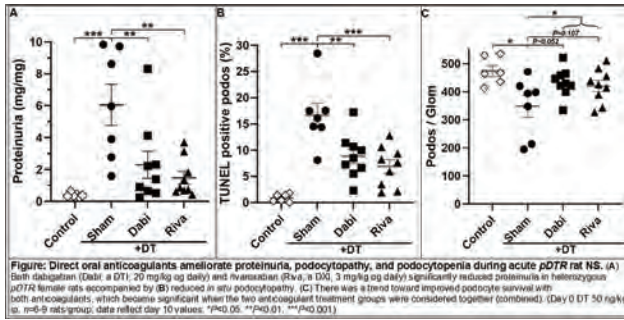 A
B
C
***
**
**
***
**
***
*
*
P=0.107
P=0.052
Proteinuria (mg/mg)
10
8
6
4
2
0
Control
Sham
Dabi
Riva
+DT
TUNEL positive podos (%)
30
25
20
15
10
5
0
Control
Sham
Dabi
Riva
+DT
Podos / Glom
500
400
300
200
100
0
Control
Sham
Dabi
Riva
+DT
Figure: Direct oral anticoagulants ameliorate proteinuria, podocytopathy, and podocytopenia during acute pDTR rat NS. (A)
Both dabigatran (Dabi; a DTI; 20 mg/kg og daily) and rivaroxaban (Riva, a DXI, 3 mg/kg og daily) significantly reduced proteinuria in heterozygous
pDTR female rats accompanied by (B) reduced in situ podocytopathy. (C) There was a trend toward improved podocyte survival with
both anticoagulants, which became significant when the two anticoagulant treatment groups were considered together (combined). (Day 0 DT 50 ng/kg
ip, n=6-9 rats/group; data reflect day 10 values; *P<0.05, **P<0.01, ***P<0.001)